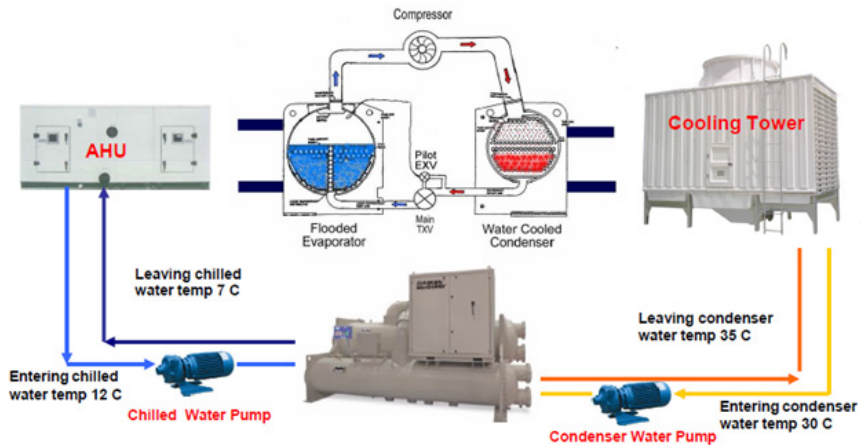 Compressor
AHU
Cooling Tower
Pilot
EXV
Main
TXV
Flooded
Evaporator
Water Cooled
Condenser
Leaving chilled
water temp 7 C
Leaving condenser
water temp 35 C
Entering chilled
water temp 12 C
Chilled Water Pump
Condenser Water Pump
Entering condenser
water temp 30 C